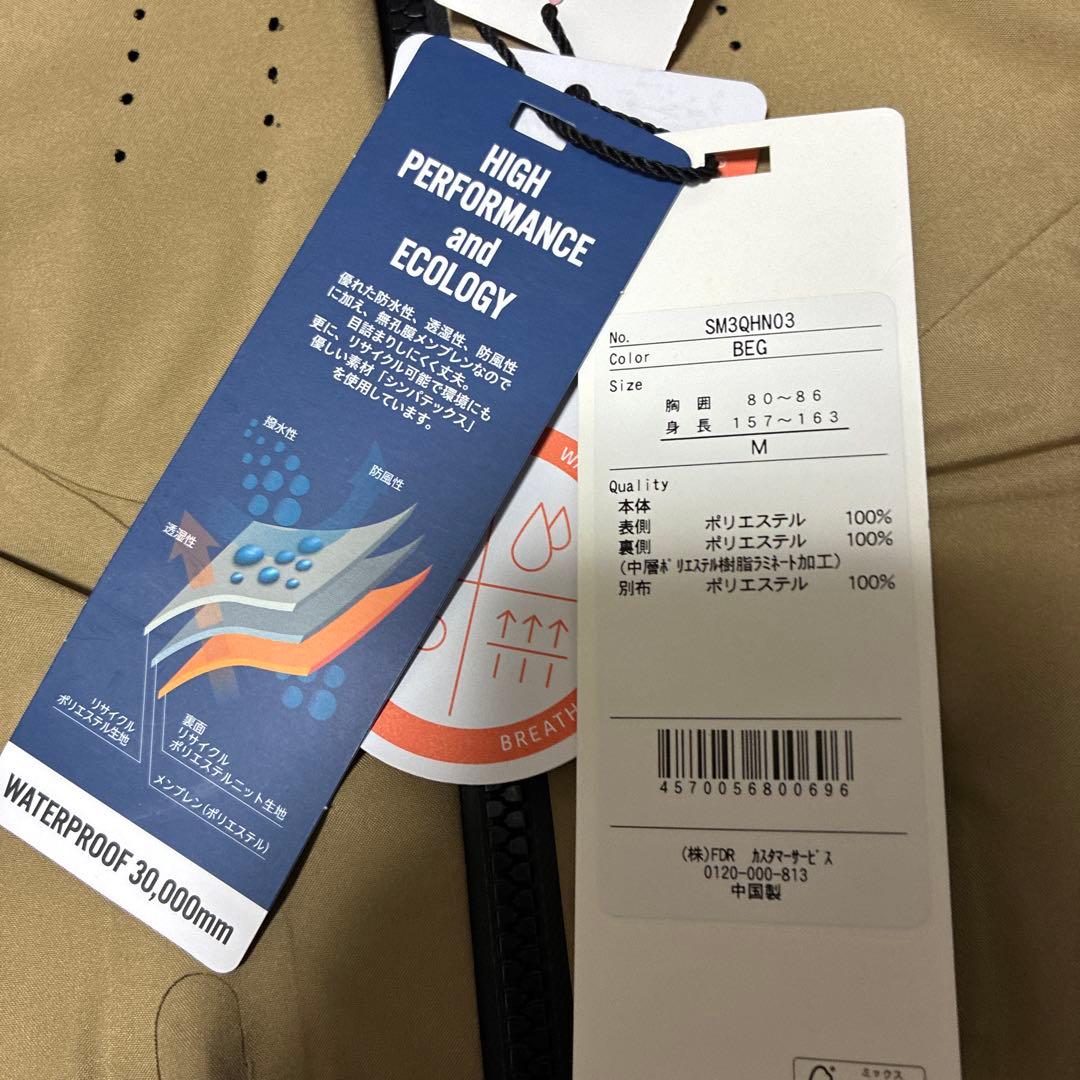 HIGH
PERFORMANCE
and
ECOLOGY
優れた防水性、透湿性、防風性
に加え、無孔膜メンブレンなので
目詰まりしにくく丈夫。
更に、リサイクル可能で環境にも
優しい素材「シンパテックス」
を使用しています。
撥水性
防風性
透湿性
リサイクル
ポリエステル生地
裏面
リサイクル
ポリエステルニット生地
メンブレン(ポリエステル)
WATERPROOF 30,000mm
BREATH
No. SM3QHN03
Color BEG
Size
胸囲 80〜86
身長 157〜163
M
Quality
本体
表側 ポリエステル 100%
裏側 ポリエステル 100%
(中層ﾎﾟﾘｴｽﾃﾙ樹脂ﾗﾐﾈｰﾄ加工)
別布 ポリエステル 100%
4570056800696
(株)FDR ｶｽﾀﾏｰｻｰﾋﾞｽ
0120-000-813
中国製
ミックス